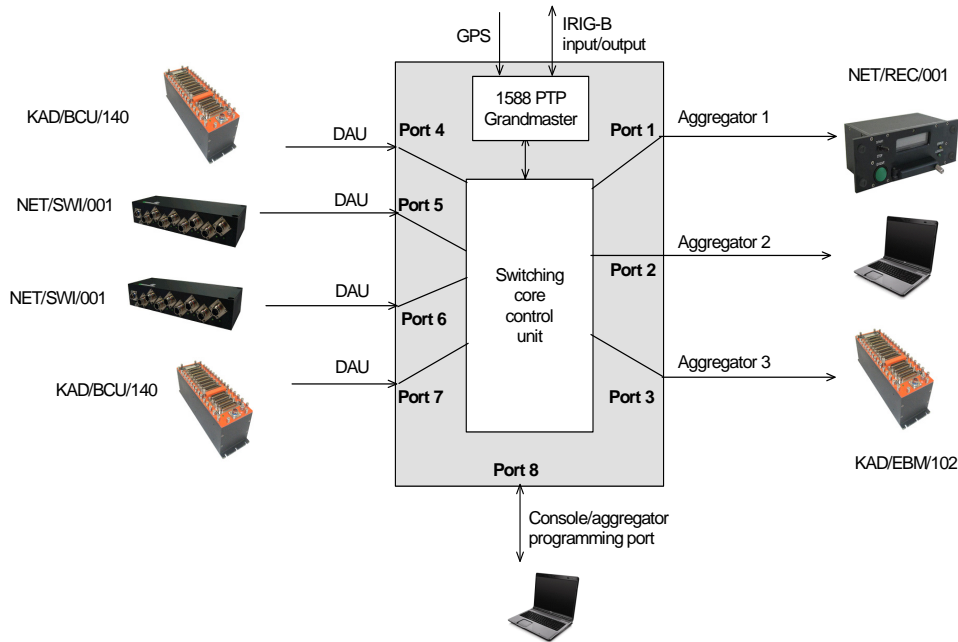 GPS
IRIG-B
input/output
1588 PTP
Grandmaster
KAD/BCU/140
DAU
Port 4
NET/SWI/001
DAU
Port 5
NET/SWI/001
DAU
Port 6
KAD/BCU/140
DAU
Port 7
Switching
core
control
unit
Port 1
Aggregator 1
NET/REC/001
Port 2
Aggregator 2
Port 3
Aggregator 3
KAD/EBM/102
Port 8
Console/aggregator
programming port